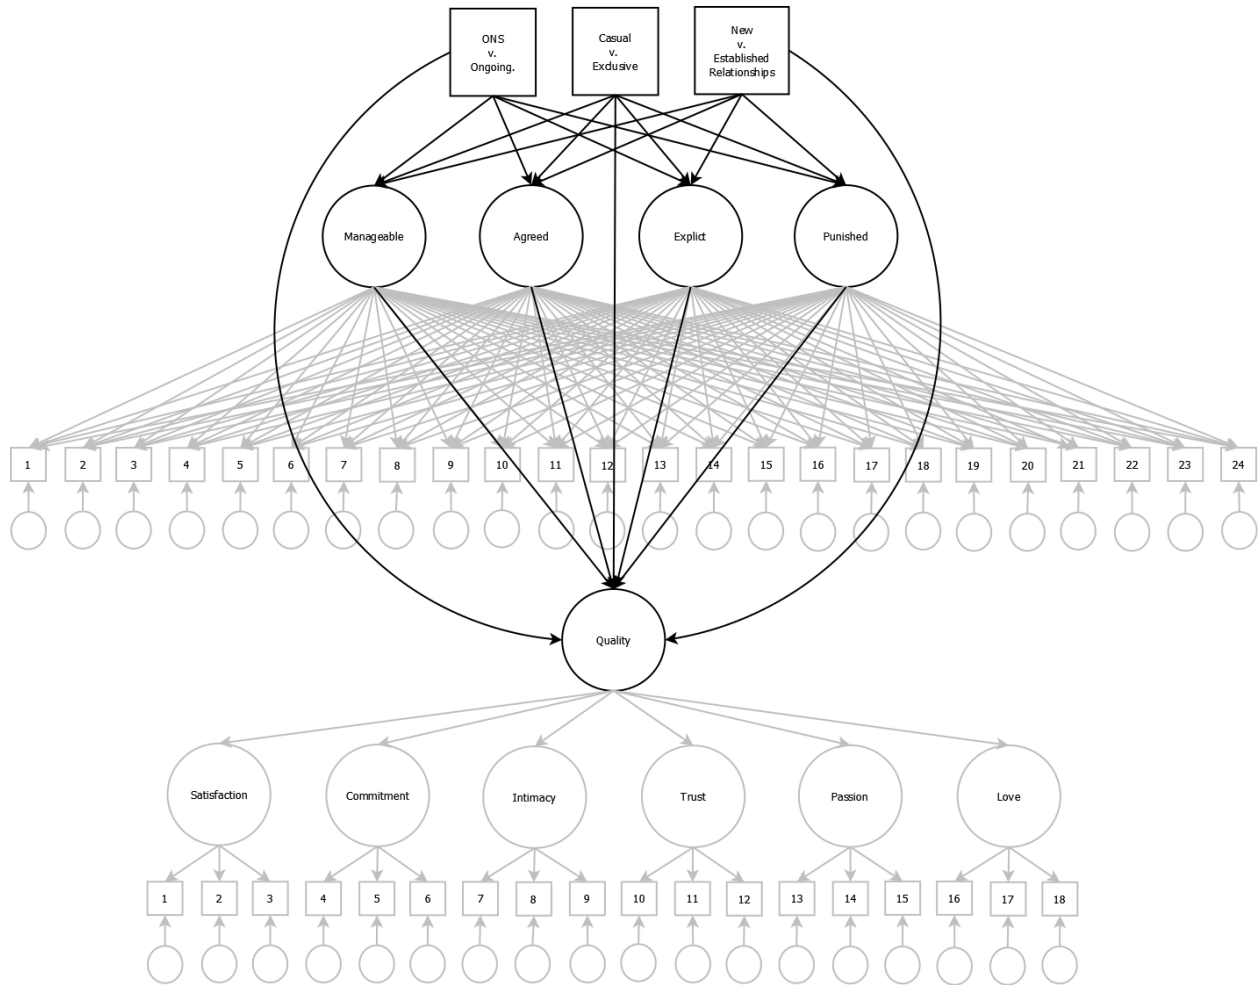 ONS
v.
Ongoing.
Casual
v.
Exclusive
New
v.
Established
Relationships
Manageable
Agreed
Explict
Punished
1 2 3 4 5 6 7 8 9 10 11 12 13 14 15 16 17 18 19 20 21 22 23 24
Quality
Satisfaction
Commitment
Intimacy
Trust
Passion
Love
1 2 3 4 5 6 7 8 9 10 11 12 13 14 15 16 17 18